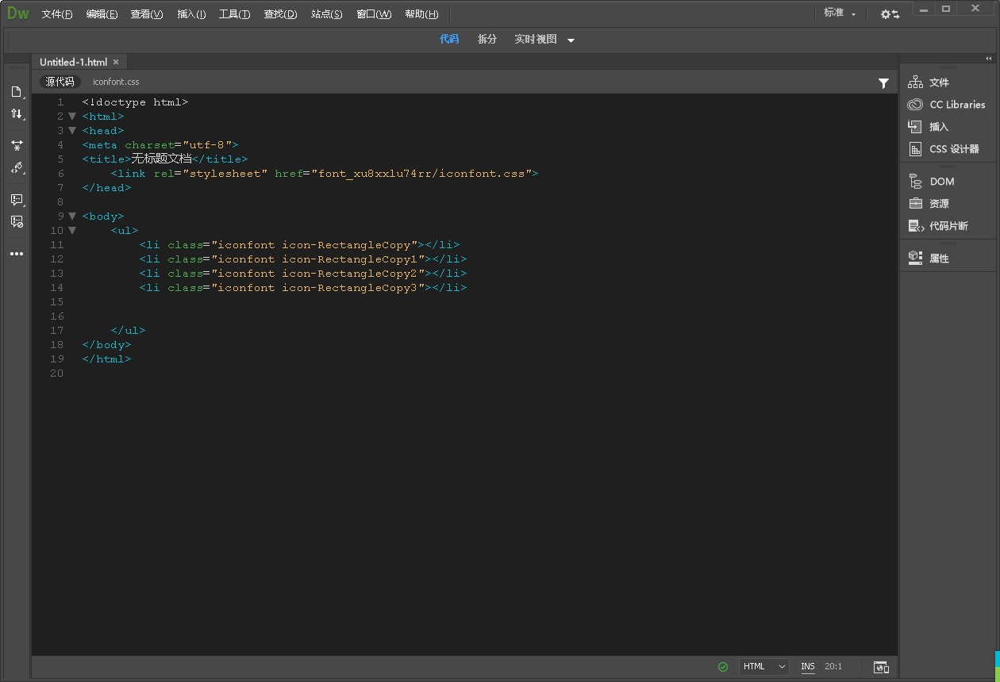 Dw 文件(F) 编辑(E) 查看(V) 插入(I) 工具(T) 查找(D) 站点(S) 窗口(W) 帮助(H) 标准
代码 拆分 实时视图
Untitled-1.html ×
源代码 iconfont.css
1 <!doctype html>
2 <html>
3 <head>
4 <meta charset="utf-8">
5 <title>无标题文档</title>
6 <link rel="stylesheet" href="font_xu8xxlu74rr/iconfont.css">
7 </head>
8
9 <body>
10 <ul>
11 <li class="iconfont icon-RectangleCopy"></li>
12 <li class="iconfont icon-RectangleCopy1"></li>
13 <li class="iconfont icon-RectangleCopy2"></li>
14 <li class="iconfont icon-RectangleCopy3"></li>
15
16
17 </ul>
18 </body>
19 </html>
20
文件
CC Libraries
插入
CSS 设计器
DOM
资源
代码片断
属性
HTML INS 20:1